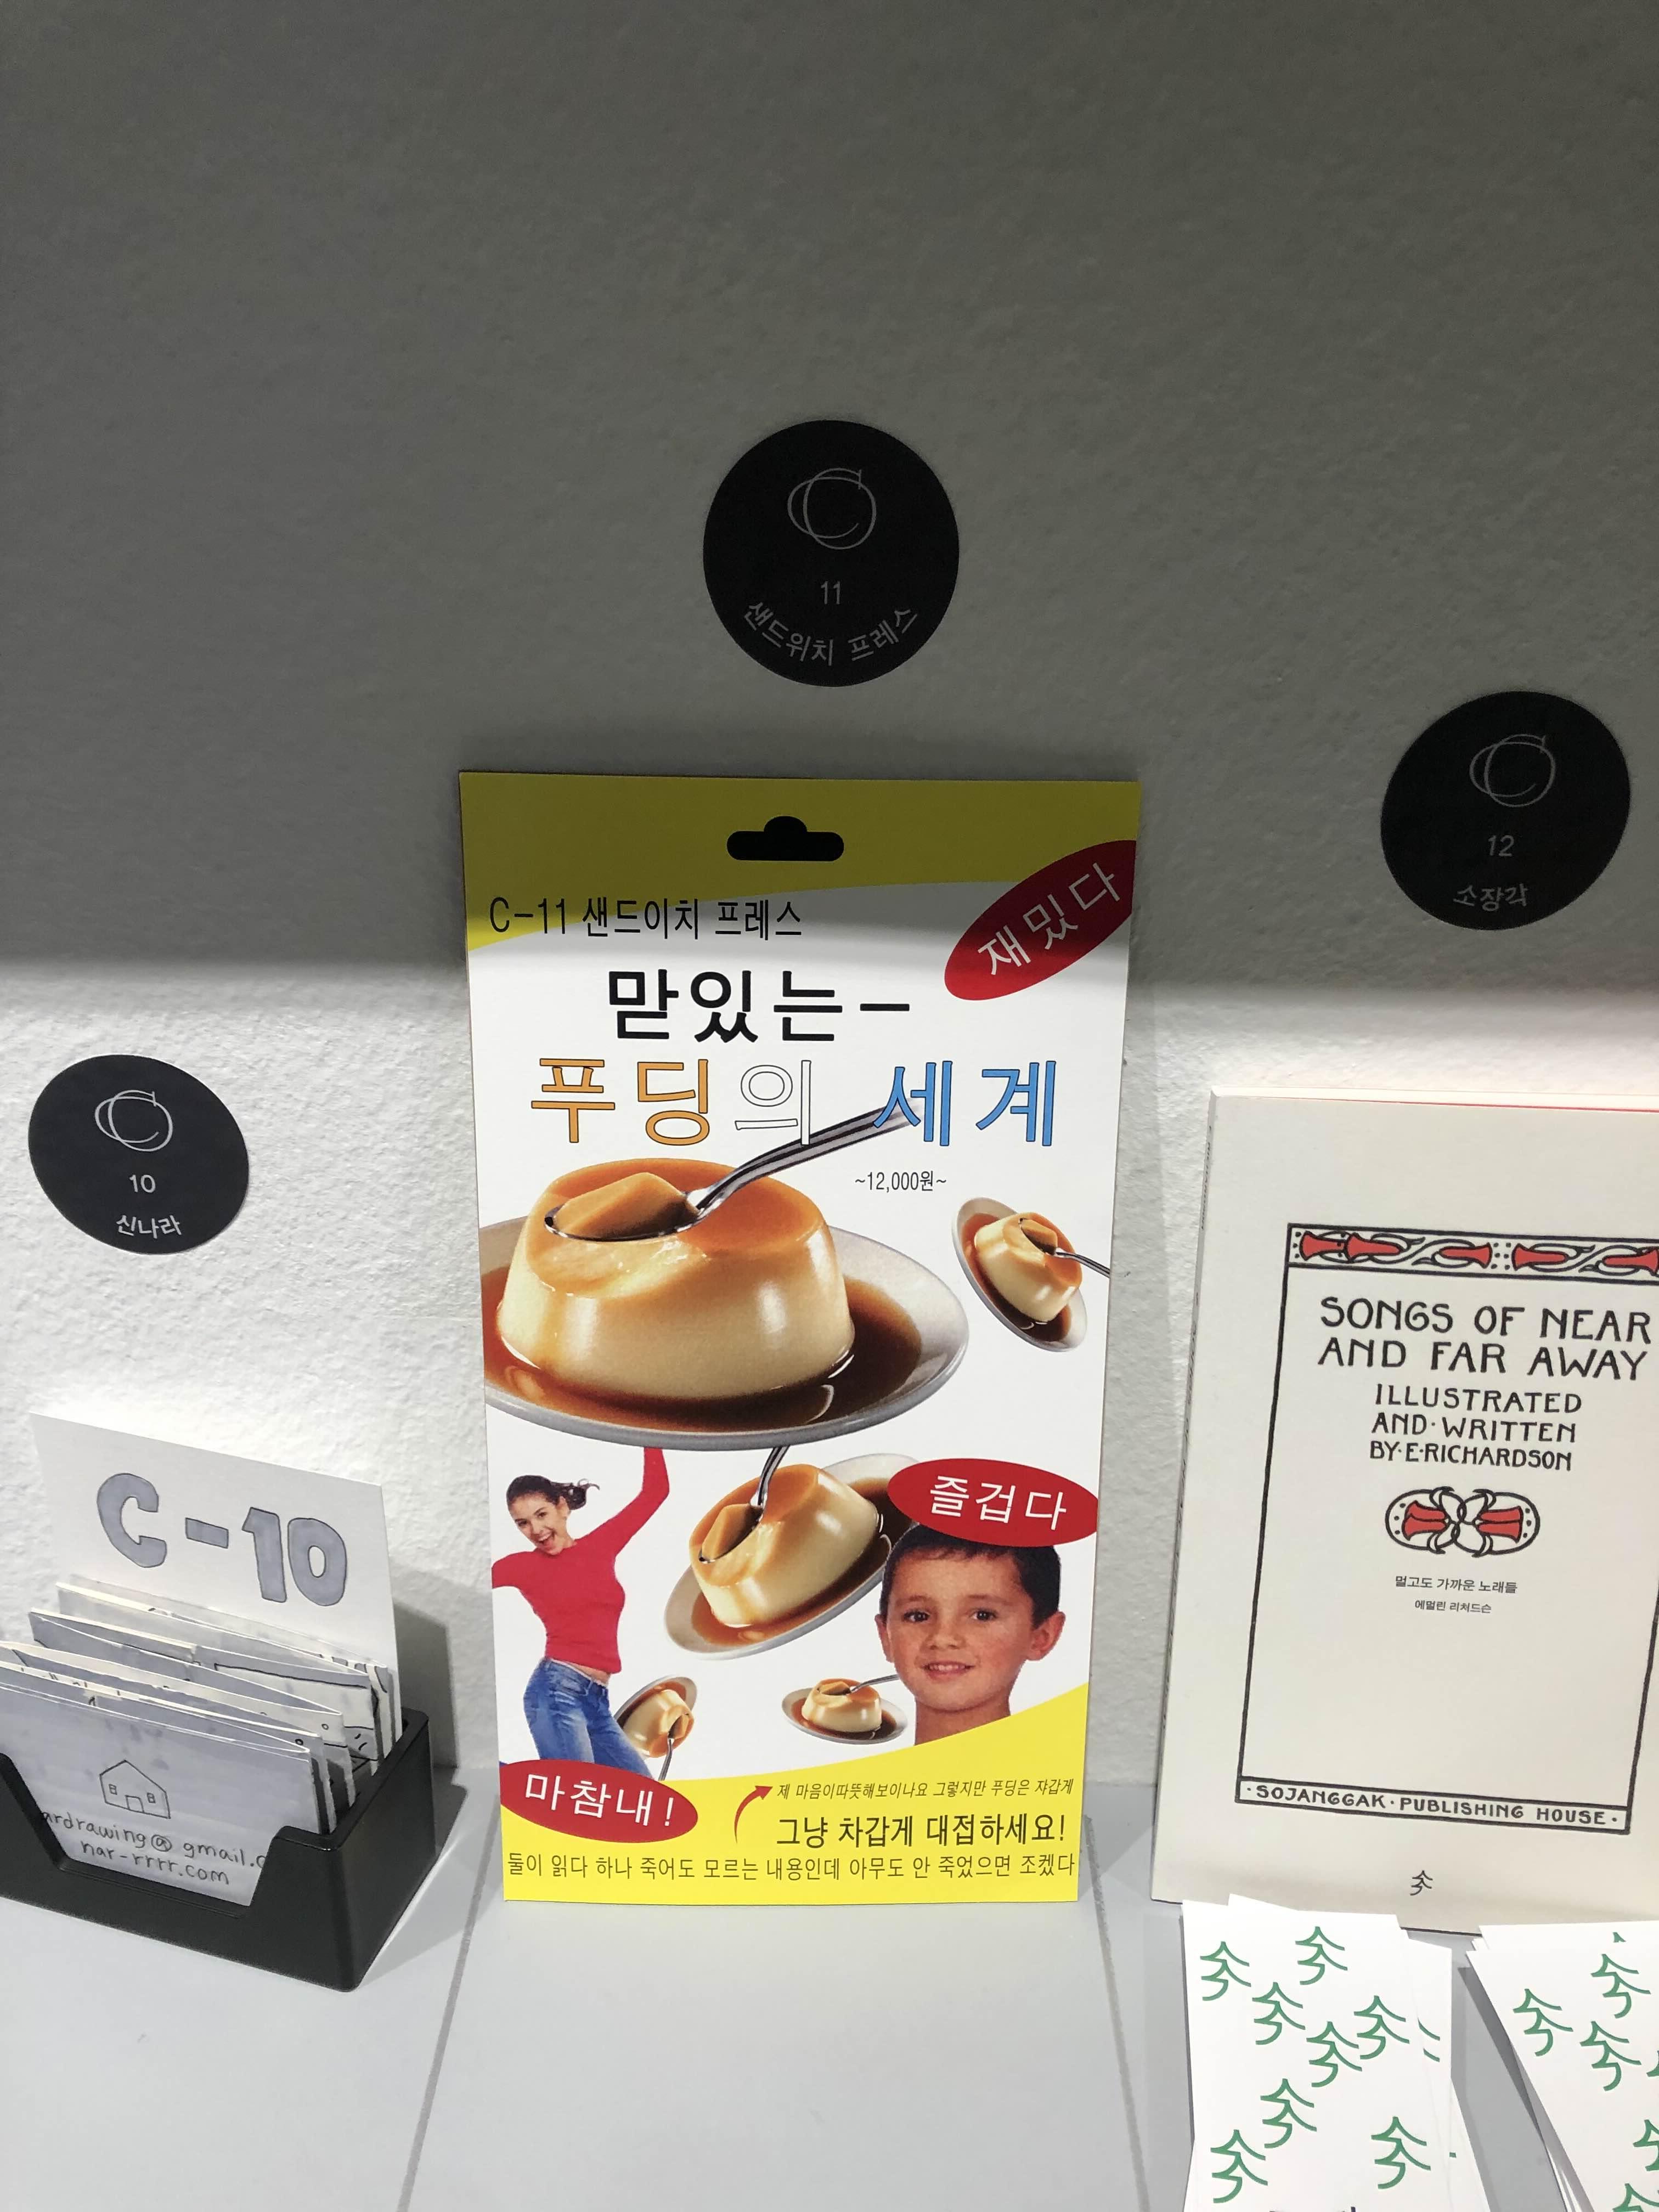 11
샌드위치 프레스
12
소장각
10
신나라
C-11 샌드이치 프레스
재밌다
맏있는-
푸딩의 세계
~12,000원~
즐겁다
마참내!
제 마음이따뜻해보이나요 그렇지만 푸딩은 쟈갑게
그냥 차갑게 대접하세요!
둘이 읽다 하나 죽어도 모르는 내용인데 아무도 안 죽었으면 조켔다
C-10
ardrawing@gmail.c
nar-rrrr.com
SONGS OF NEAR
AND FAR AWAY
ILLUSTRATED
AND·WRITTEN
BY·E·RICHARDSON
멀고도 가까운 노래들
에멀린 리처드슨
·SOJANGGAK·PUBLISHING HOUSE·